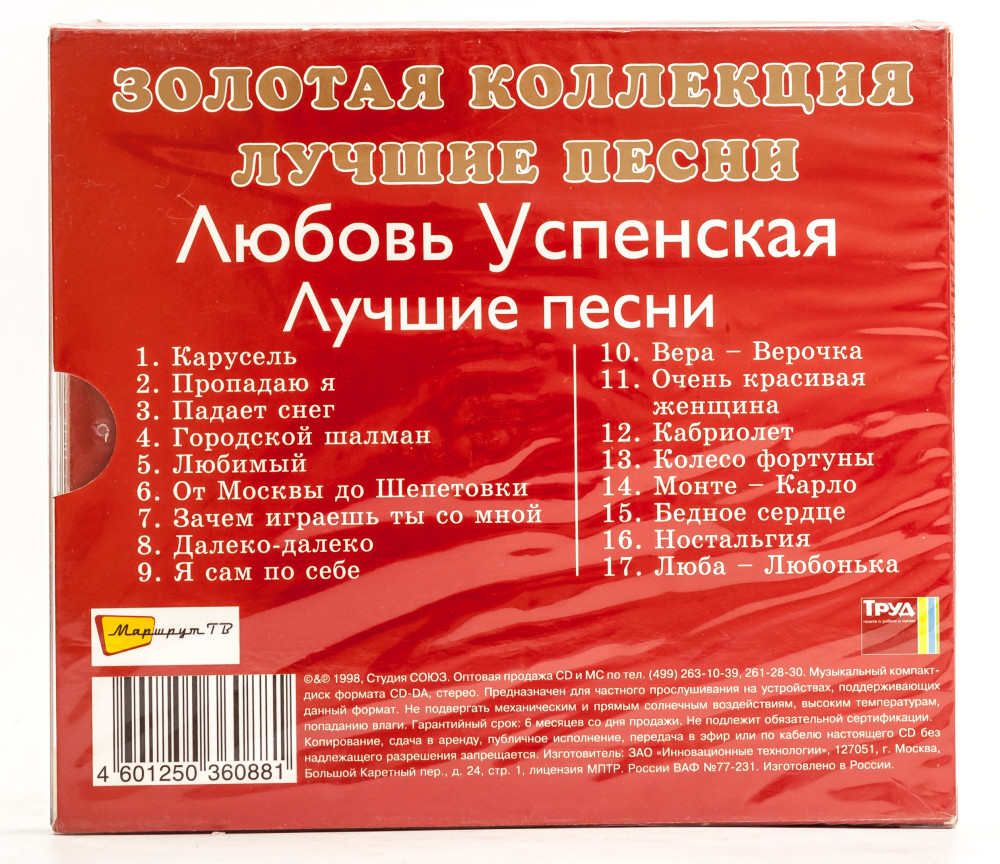 ЗОЛОТАЯ КОЛЛЕКЦИЯ
ЛУЧШИЕ ПЕСНИ
Любовь Успенская
Лучшие песни
1. Карусель
2. Пропадаю я
3. Падает снег
4. Городской шалман
5. Любимый
6. От Москвы до Шепетовки
7. Зачем играешь ты со мной
8. Далеко-далеко
9. Я сам по себе
10. Вера – Верочка
11. Очень красивая
женщина
12. Кабриолет
13. Колесо фортуны
14. Монте – Карло
15. Бедное сердце
16. Ностальгия
17. Люба – Любонька
Маршрут ТВ
ТРУД
©&℗ 1998, Студия СОЮЗ. Оптовая продажа CD и МС по тел. (499) 263-10-39, 261-28-30. Музыкальный компакт-
диск формата CD-DA, стерео. Предназначен для частного прослушивания на устройствах, поддерживающих
данный формат. Не подвергать механическим и прямым солнечным воздействиям, высоким температурам,
попаданию влаги. Гарантийный срок: 6 месяцев со дня продажи. Не подлежит обязательной сертификации.
Копирование, сдача в аренду, публичное исполнение, передача в эфир или по кабелю настоящего CD без
надлежащего разрешения запрещается. Изготовитель: ЗАО «Инновационные технологии», 127051, г. Москва,
Большой Каретный пер., д. 24, стр. 1, лицензия МПТР. России ВАФ №77-231. Изготовлено в России.
4 601250 360881